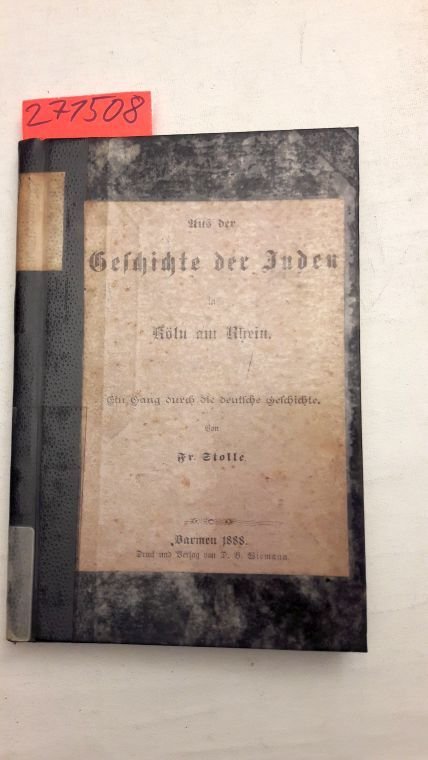 271508
Aus der
Geschichte der Juden
in
Köln am Rhein.
Ein Gang durch die deutsche Geschichte.
Von
Fr. Stolle.
Barmen 1888.
Druck und Verlag von D. B. Wiemann.